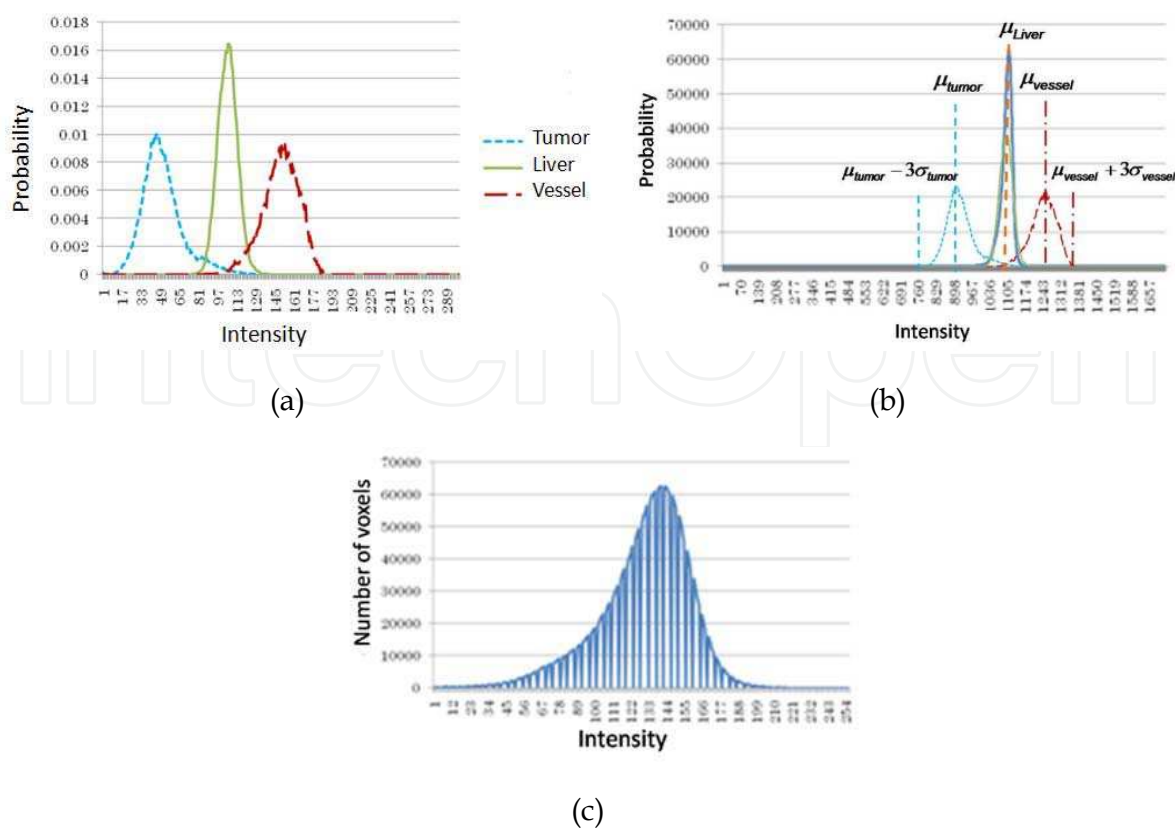 0.018
0.016
0.014
0.012
0.01
0.008
0.006
0.004
0.002
0
Probability
1 17 33 49 65 81 97 113 129 145 161 177 193 209 225 241 257 273 289
Intensity
Tumor
Liver
Vessel
(a)
70000
60000
50000
40000
30000
20000
10000
0
Probability
μLiver
μtumor
μvessel
μtumor − 3σtumor
μvessel + 3σvessel
1 70 139 208 277 346 415 484 553 622 691 760 829 898 967 1036 1105 1174 1243 1312 1381 1450 1519 1588 1657
Intensity
(b)
intechopen
70000
60000
50000
40000
30000
20000
10000
0
Number of voxels
1 12 23 34 45 56 67 78 89 100 111 122 133 144 155 166 177 188 199 210 221 232 243 254
Intensity
(c)